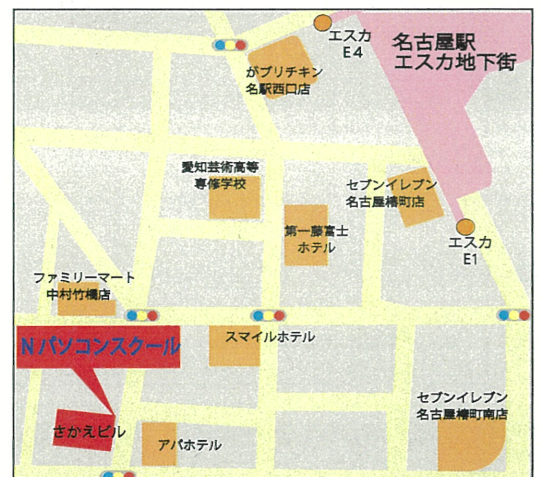 エスカ
E4
名古屋駅
エスカ地下街
がブリチキン
名駅西口店
愛知芸術高等
専修学校
セブンイレブン
名古屋椿町店
第一藤富士
ホテル
エスカ
E1
ファミリーマート
中村竹橋店
スマイルホテル
Nパソコンスクール
セブンイレブン
名古屋椿町南店
さかえビル
アパホテル